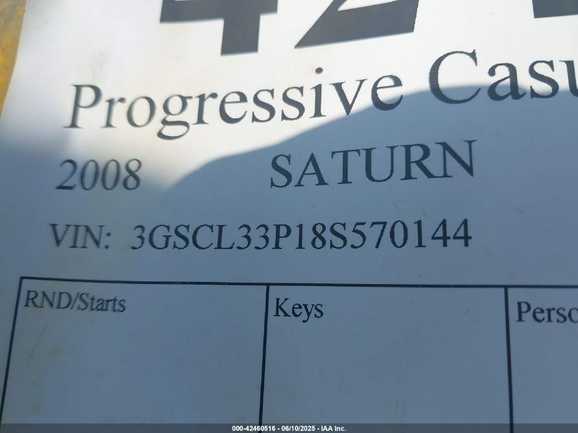 Progressive Casu
2008 SATURN
VIN: 3GSCL33P18S570144
RND/Starts Keys Perso
000-42460516 - 06/10/2025 - IAA Inc.